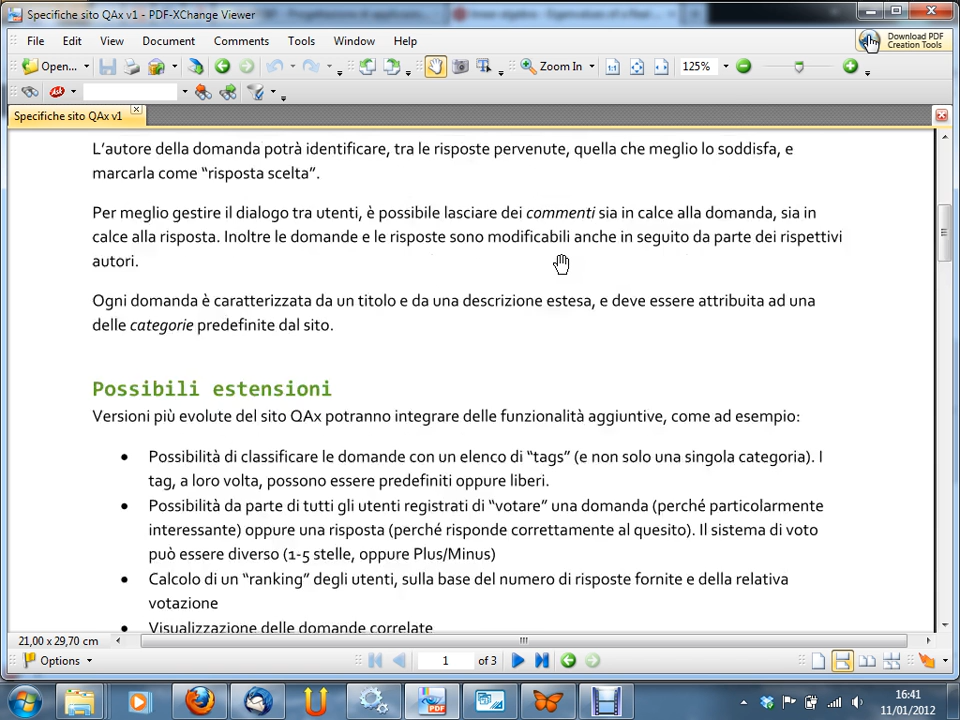 Specifiche sito QAx v1 - PDF-XChange Viewer
File Edit View Comments Tools Window Help
Download PDF
Creation Tools
Open... Zoom In 125%
Ask
Specifiche sito QAx v1
L'autore della domanda potrà identificare, tra le risposte pervenute, quella che meglio lo soddisfa, e
marcarla come “risposta scelta”.
Per meglio gestire il dialogo tra utenti, è possibile lasciare dei commenti sia in calce alla domanda, sia in
calce alla risposta. Inoltre le domande e le risposte sono modificabili anche in seguito da parte dei rispettivi
autori.
Ogni domanda è caratterizzata da un titolo e da una descrizione estesa, e deve essere attribuita ad una
delle categorie predefinite dal sito.
Possibili estensioni
Versioni più evolute del sito QAx potranno integrare delle funzionalità aggiuntive, come ad esempio:
• Possibilità di classificare le domande con un elenco di “tags” (e non solo una singola categoria). I
tag, a loro volta, possono essere predefiniti oppure liberi.
• Possibilità da parte di tutti gli utenti registrati di “votare” una domanda (perché particolarmente
interessante) oppure una risposta (perché risponde correttamente al quesito). Il sistema di voto
può essere diverso (1-5 stelle, oppure Plus/Minus)
• Calcolo di un “ranking” degli utenti, sulla base del numero di risposte fornite e della relativa
votazione
• Visualizzazione delle domande correlate
21,00 x 29,70 cm
Options 1 of 3
16:41
11/01/2012